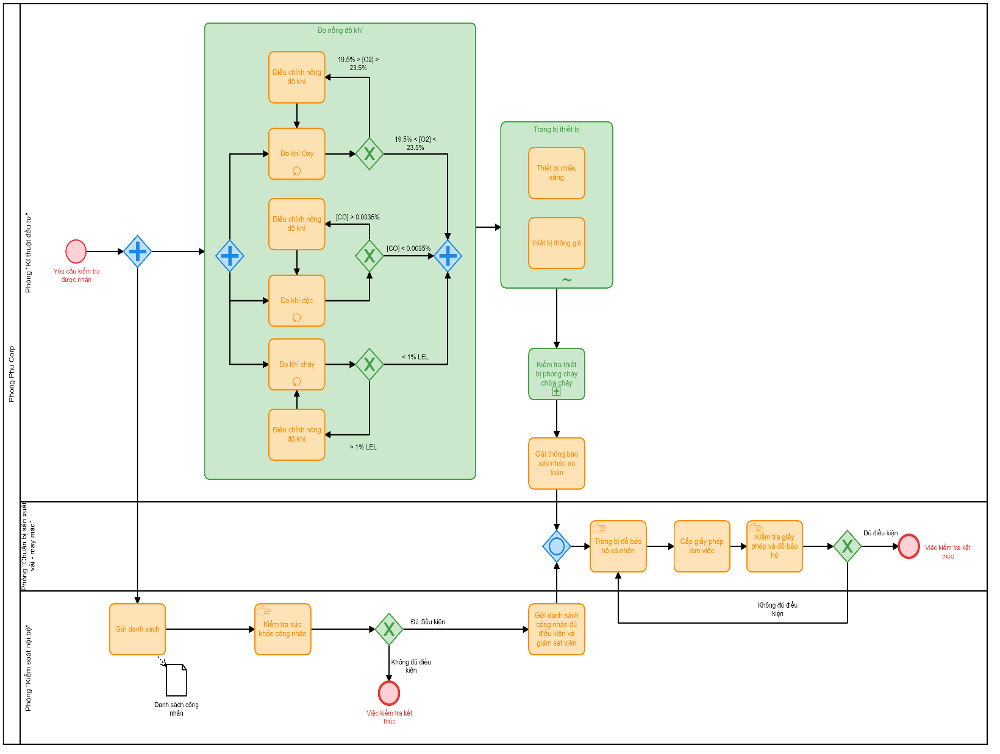 Phong Phu Corp
Phòng "Kĩ thuật đầu tư"
Yêu cầu kiểm tra
được nhận
Đo nồng độ khí
Điều chỉnh nồng
độ khí
19.5% > [O2] >
23.5%
Đo khí Oxy
X
19.5% < [O2] <
23.5%
Điều chỉnh nồng
độ khí
[CO] > 0.0035%
X
[CO] < 0.0035%
Đo khí độc
Đo khí cháy
X
< 1% LEL
Điều chỉnh nồng
độ khí
> 1% LEL
Trang bị thiết bị
Thiết bị chiếu
sáng
thiết bị thông gió
~
Kiểm tra thiết
bị phòng cháy
chữa cháy
Gửi thông báo
xác nhận an
toàn
Phòng "Chuẩn bị sản xuất
vải - may mặc"
Trang bị đồ bảo
hộ cá nhân
Cấp giấy phép
làm việc
Kiểm tra giấy
phép và đồ bảo
hộ
X
Đủ điều kiện
Việc kiểm tra kết
thúc
Không đủ điều
kiện
Phòng "Kiểm soát nội bộ"
Gửi danh sách
Danh sách công
nhân
Kiểm tra sức
khỏe công nhân
X
Đủ điều kiện
Không đủ điều
kiện
Việc kiểm tra kết
thúc
Gửi danh sách
công nhân đủ
điều kiện và
giám sát viên